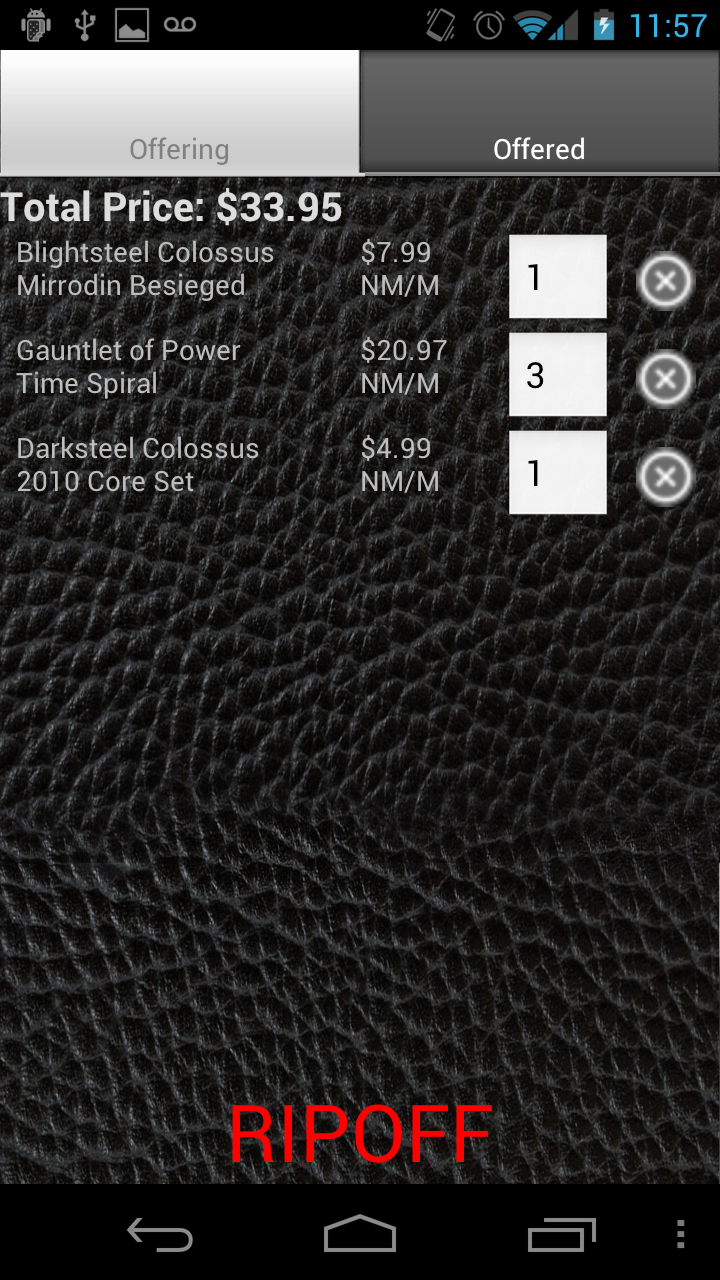 11:57
Offering
Offered
Total Price: $33.95
Blightsteel Colossus $7.99
Mirrodin Besieged NM/M
1
Gauntlet of Power $20.97
Time Spiral NM/M
3
Darksteel Colossus $4.99
2010 Core Set NM/M
1
RIPOFF